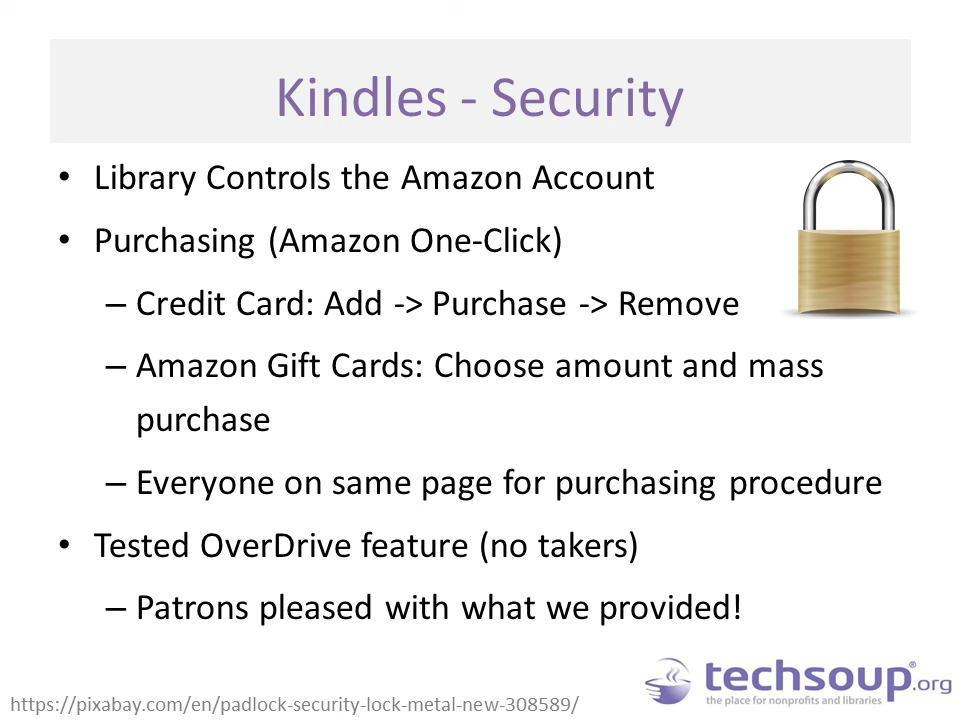 Kindles - Security
• Library Controls the Amazon Account
• Purchasing (Amazon One-Click)
– Credit Card: Add -> Purchase -> Remove
– Amazon Gift Cards: Choose amount and mass
purchase
– Everyone on same page for purchasing procedure
• Tested OverDrive feature (no takers)
– Patrons pleased with what we provided!
techsoup®.org
the place for nonprofits and libraries
https://pixabay.com/en/padlock-security-lock-metal-new-308589/